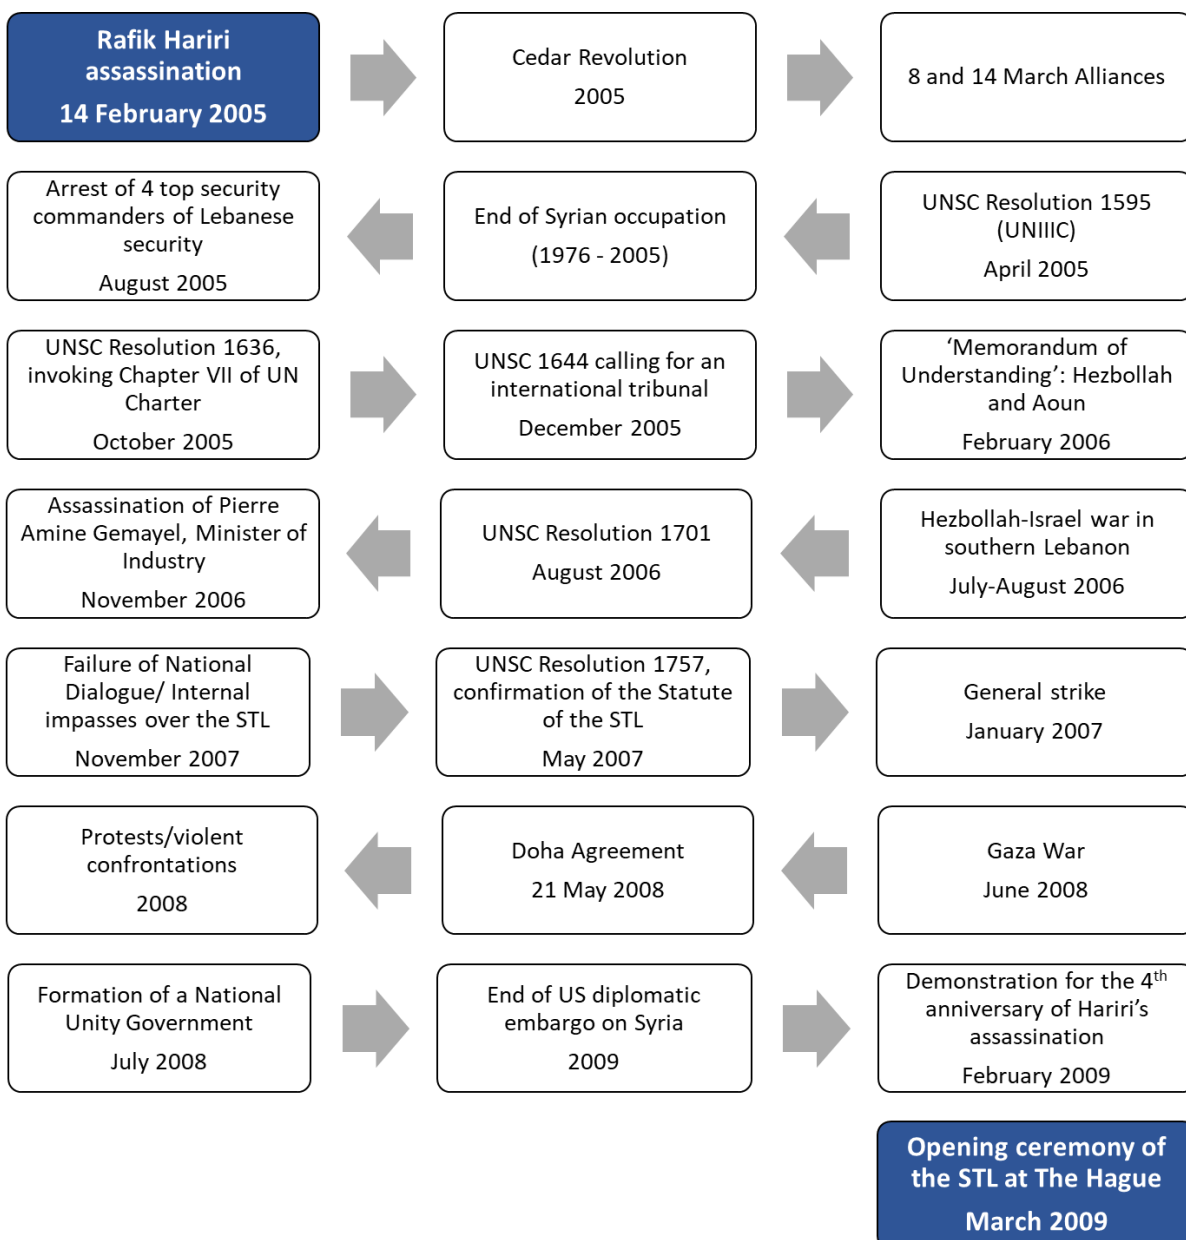 Rafik Hariri
assassination
14 February 2005
Cedar Revolution
2005
8 and 14 March Alliances
UNSC Resolution 1595
(UNIIIC)
April 2005
End of Syrian occupation
(1976 - 2005)
Arrest of 4 top security
commanders of Lebanese
security
August 2005
UNSC Resolution 1636,
invoking Chapter VII of UN
Charter
October 2005
UNSC 1644 calling for an
international tribunal
December 2005
‘Memorandum of
Understanding’: Hezbollah
and Aoun
February 2006
Hezbollah-Israel war in
southern Lebanon
July-August 2006
UNSC Resolution 1701
August 2006
Assassination of Pierre
Amine Gemayel, Minister of
Industry
November 2006
Failure of National
Dialogue/ Internal
impasses over the STL
November 2007
UNSC Resolution 1757,
confirmation of the Statute
of the STL
May 2007
General strike
January 2007
Gaza War
June 2008
Doha Agreement
21 May 2008
Protests/violent
confrontations
2008
Formation of a National
Unity Government
July 2008
End of US diplomatic
embargo on Syria
2009
Demonstration for the 4th
anniversary of Hariri’s
assassination
February 2009
Opening ceremony of
the STL at The Hague
March 2009